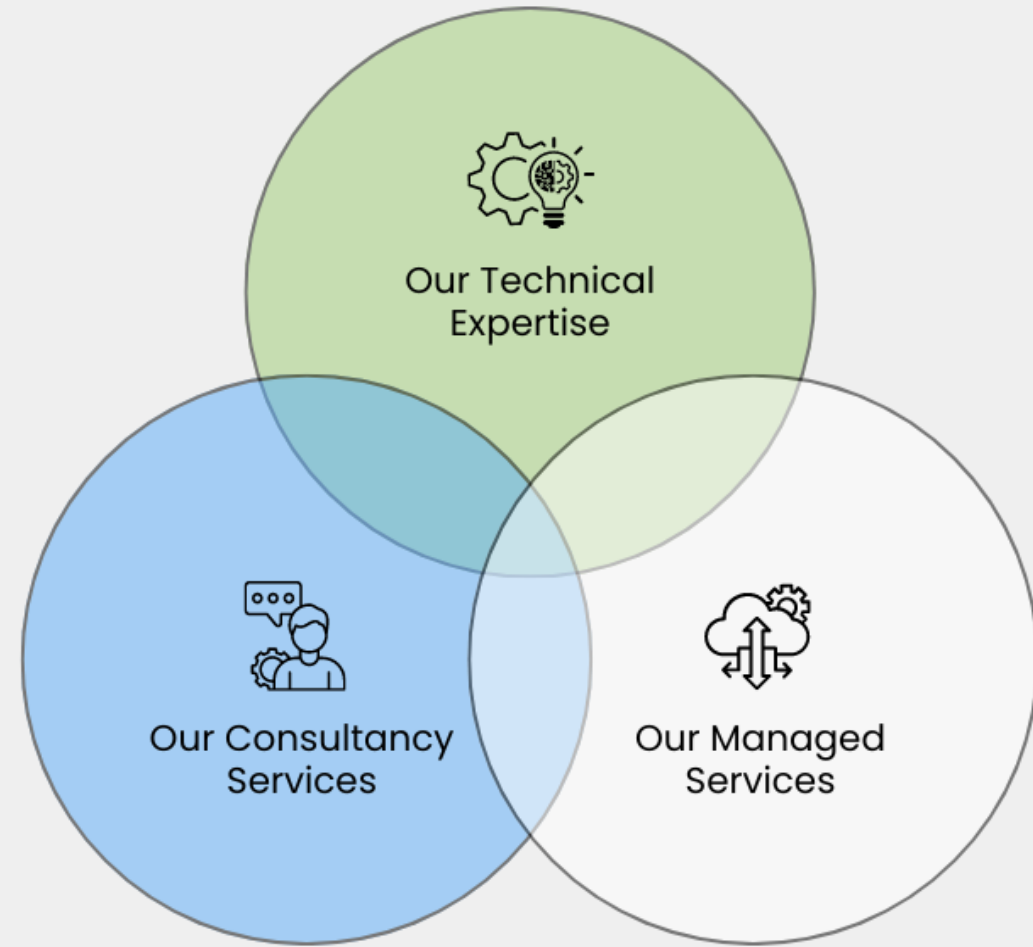 Our Technical
Expertise
Our Consultancy
Services
Our Managed
Services